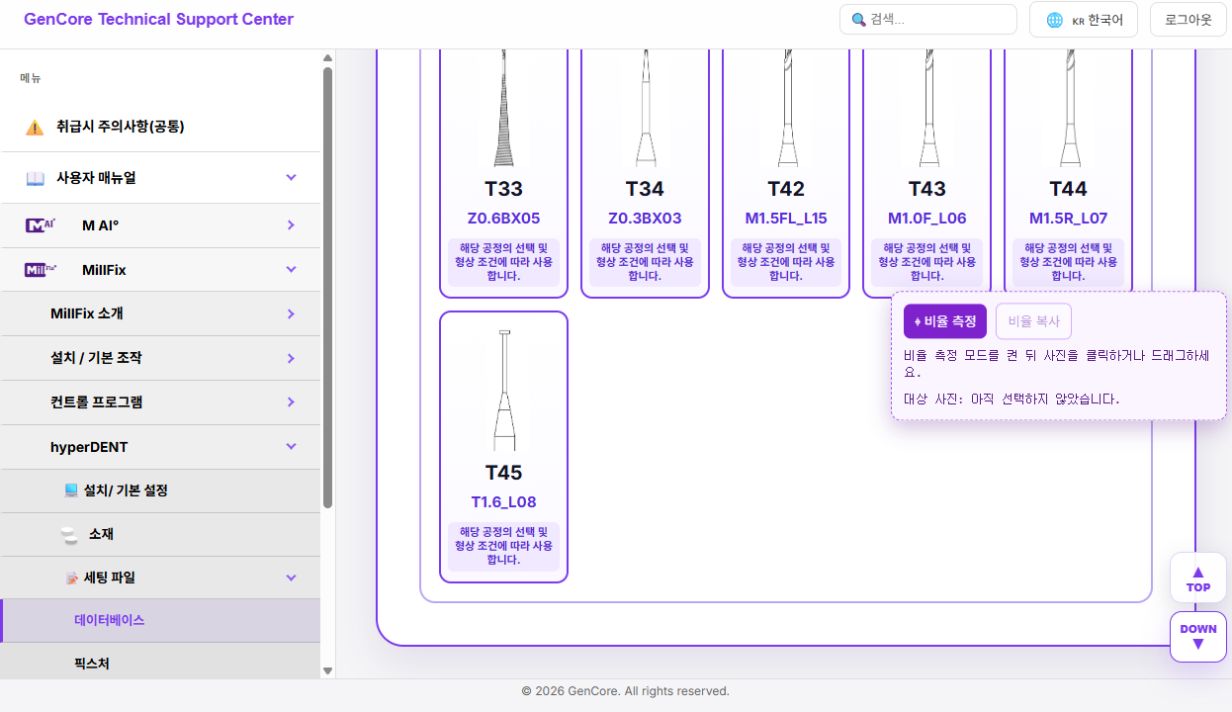 GenCore Technical Support Center
검색...
KR 한국어
로그아웃
메뉴
취급시 주의사항(공통)
사용자 매뉴얼
M AI°
MillFix
MillFix 소개
설치 / 기본 조작
컨트롤 프로그램
hyperDENT
설치/ 기본 설정
소재
세팅 파일
데이터베이스
픽스처
T33
Z0.6BX05
해당 공정의 선택 및
형상 조건에 따라 사용
합니다.
T34
Z0.3BX03
해당 공정의 선택 및
형상 조건에 따라 사용
합니다.
T42
M1.5FL_L15
해당 공정의 선택 및
형상 조건에 따라 사용
합니다.
T43
M1.0F_L06
해당 공정의 선택 및
형상 조건에 따라 사용
합니다.
T44
M1.5R_L07
해당 공정의 선택 및
형상 조건에 따라 사용
합니다.
비율 측정
비율 복사
비율 측정 모드를 켠 뒤 사진을 클릭하거나 드래그하세
요.
대상 사진: 아직 선택하지 않았습니다.
T45
T1.6_L08
해당 공정의 선택 및
형상 조건에 따라 사용
합니다.
TOP
DOWN
© 2026 GenCore. All rights reserved.